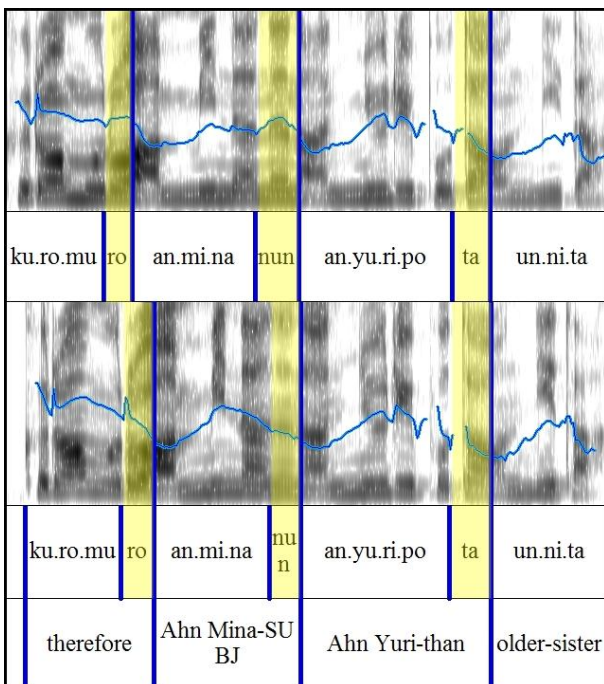 ku.ro.mu ro an.mi.na nun an.yu.ri.po ta un.ni.ta
ku.ro.mu ro an.mi.na nu n an.yu.ri.po ta un.ni.ta
therefore Ahn Mina-SU BJ Ahn Yuri-than older-sister